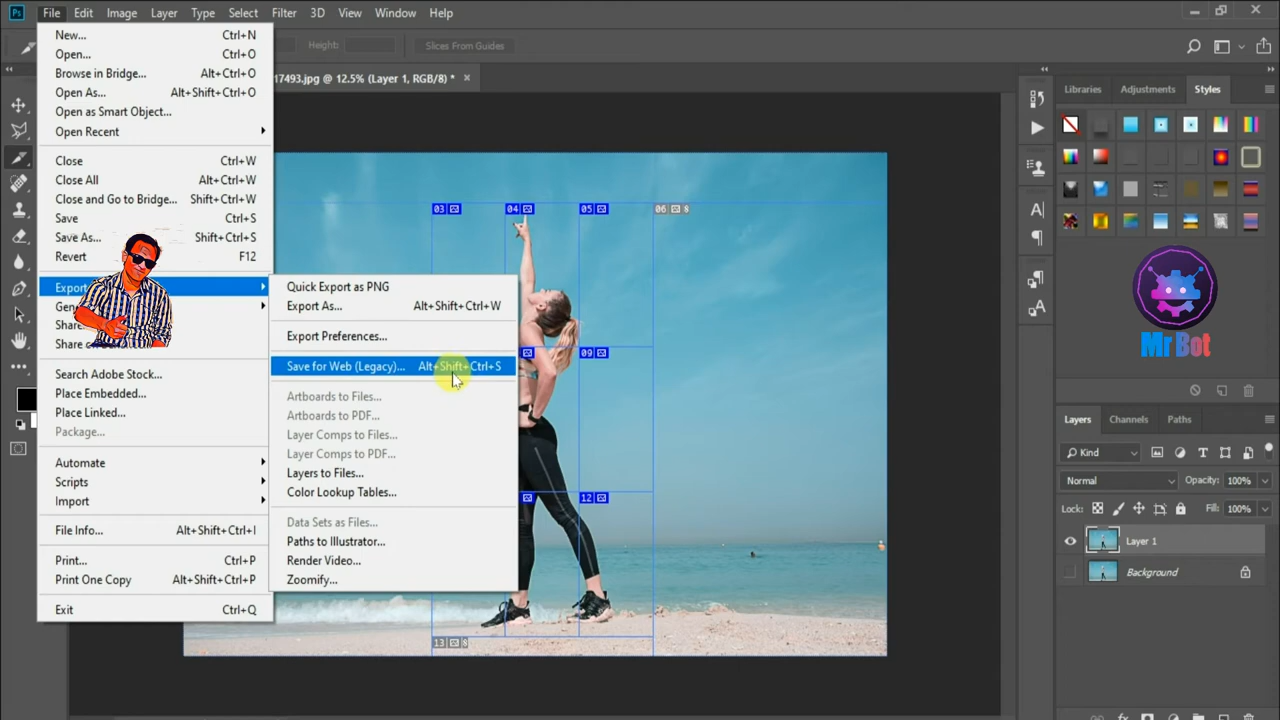 Ps File Edit Image Layer Type Select Filter 3D View Window Help
Height: Slices From Guides
17493.jpg @ 12.5% (Layer 1, RGB/8) *
New... Ctrl+N
Open... Ctrl+O
Browse in Bridge... Alt+Ctrl+O
Open As... Alt+Shift+Ctrl+O
Open as Smart Object...
Open Recent
Close Ctrl+W
Close All Alt+Ctrl+W
Close and Go to Bridge... Shift+Ctrl+W
Save Ctrl+S
Save As... Shift+Ctrl+S
Revert F12
Export
Gen
Share
Share on
Search Adobe Stock...
Place Embedded...
Place Linked...
Package...
Automate
Scripts
Import
File Info... Alt+Shift+Ctrl+I
Print... Ctrl+P
Print One Copy Alt+Shift+Ctrl+P
Exit Ctrl+Q
Quick Export as PNG
Export As... Alt+Shift+Ctrl+W
Export Preferences...
Save for Web (Legacy)... Alt+Shift+Ctrl+S
Artboards to Files...
Artboards to PDF...
Layer Comps to Files...
Layer Comps to PDF...
Layers to Files...
Color Lookup Tables...
Data Sets as Files...
Paths to Illustrator...
Render Video...
Zoomify...
03 04 05 06 8
09
12
13 8
Libraries Adjustments Styles
Mr Bot
Layers Channels Paths
Kind
Normal Opacity: 100%
Lock: Fill: 100%
Layer 1
Background